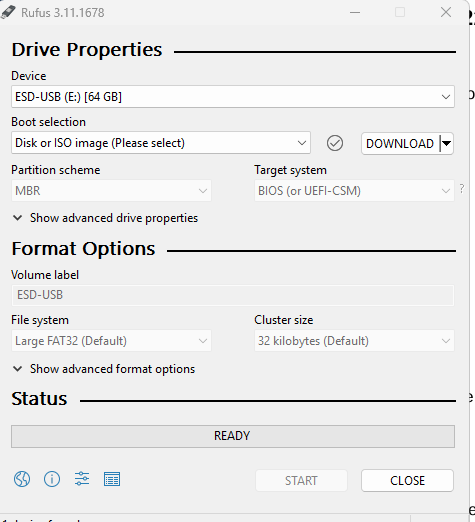 Rufus 3.11.1678
Drive Properties
Device
ESD-USB (E:) [64 GB]
Boot selection
Disk or ISO image (Please select)
DOWNLOAD
Partition scheme
Target system
MBR
BIOS (or UEFI-CSM)
?
Show advanced drive properties
Format Options
Volume label
ESD-USB
File system
Cluster size
Large FAT32 (Default)
32 kilobytes (Default)
Show advanced format options
Status
READY
START
CLOSE